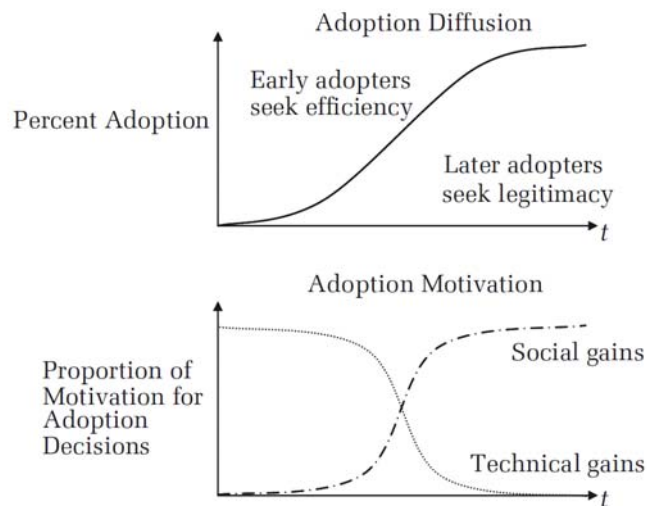 Adoption Diffusion
Early adopters
seek efficiency
Percent Adoption
Later adopters
seek legitimacy
t
Adoption Motivation
Proportion of
Motivation for
Adoption
Decisions
Social gains
Technical gains
t